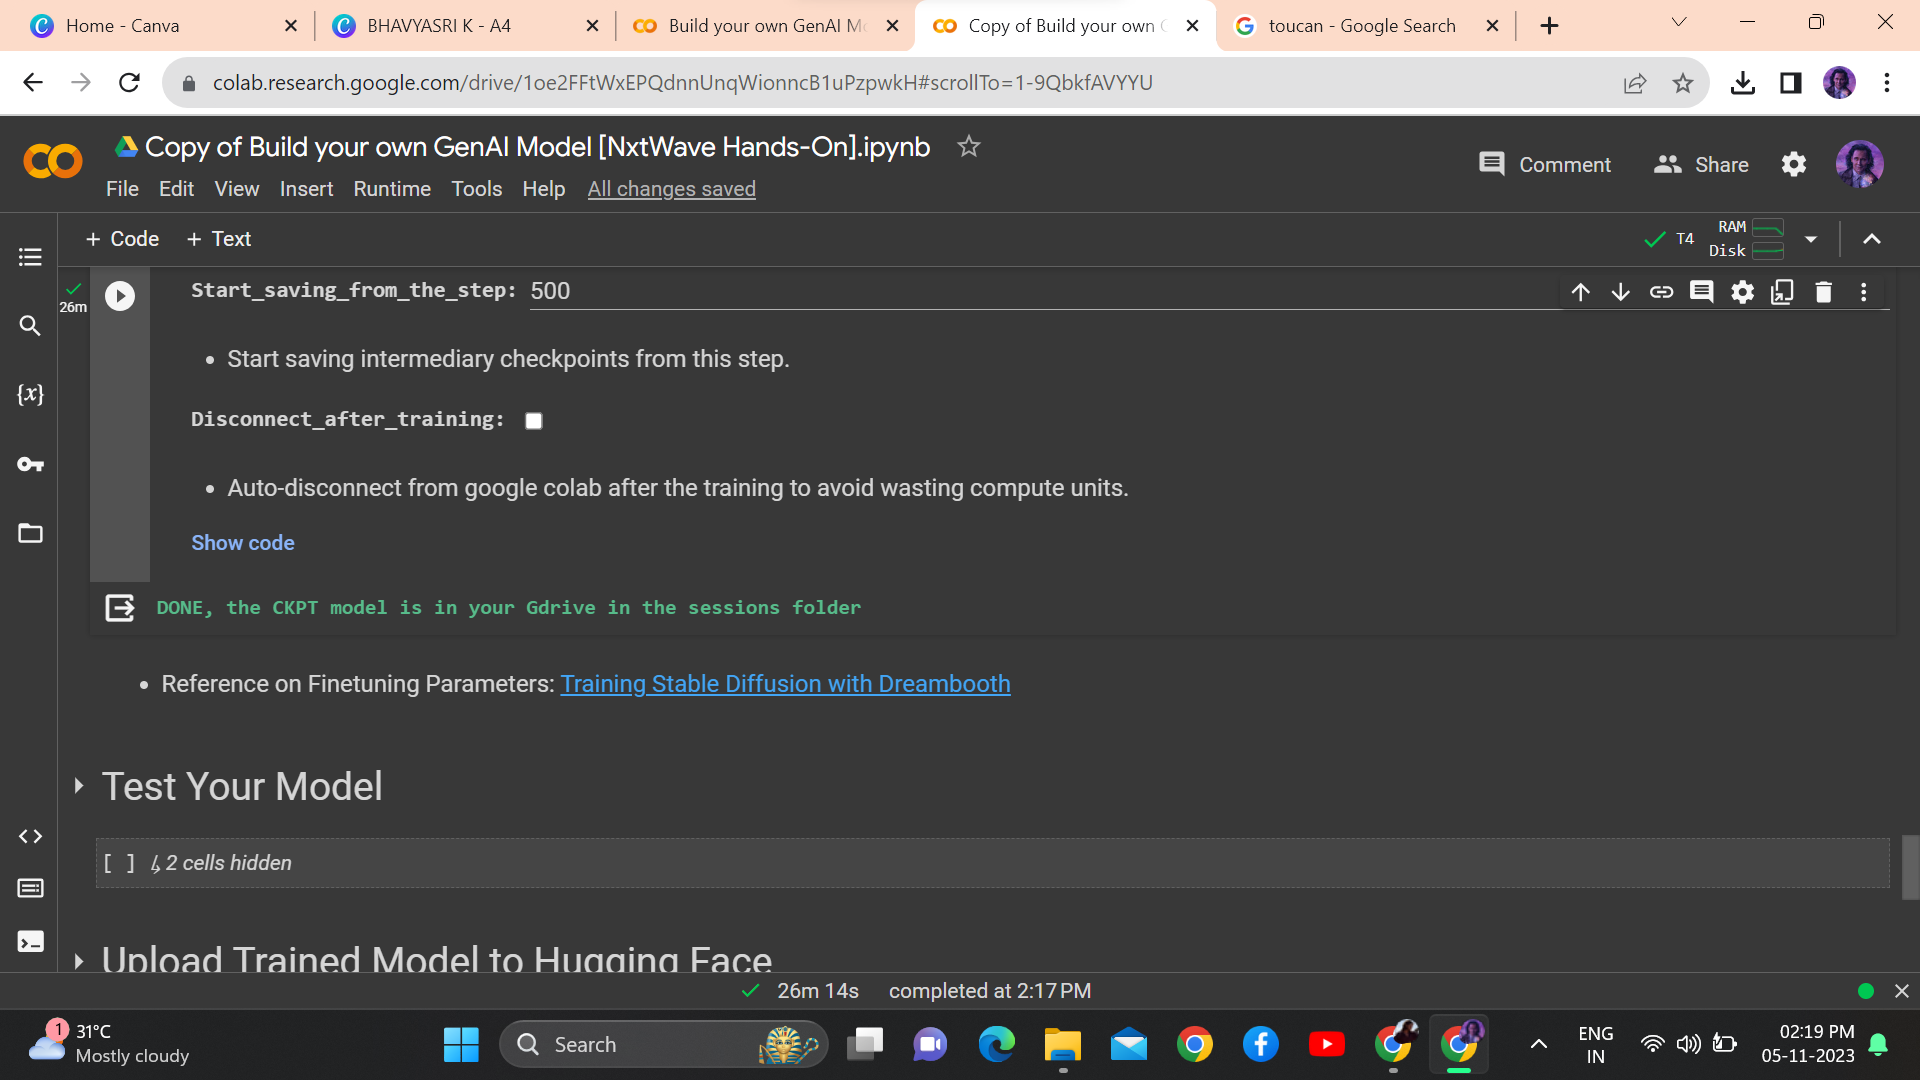 Home - Canva
BHAVYASRI K - A4
Build your own GenAI Mo
Copy of Build your own G
toucan - Google Search
colab.research.google.com/drive/1oe2FFtWxEPQdnnUnqWionncB1uPzpwkH#scrollTo=1-9QbkfAVYYU
Copy of Build your own GenAI Model [NxtWave Hands-On].ipynb
Comment
Share
File Edit View Insert Runtime Tools Help All changes saved
+ Code + Text
T4
RAM
Disk
26m
Start_saving_from_the_step: 500
• Start saving intermediary checkpoints from this step.
{x}
Disconnect_after_training:
• Auto-disconnect from google colab after the training to avoid wasting compute units.
Show code
DONE, the CKPT model is in your Gdrive in the sessions folder
• Reference on Finetuning Parameters: Training Stable Diffusion with Dreambooth
Test Your Model
[ ] ↳ 2 cells hidden
Upload Trained Model to Hugging Face
26m 14s completed at 2:17 PM
1
31°C
Mostly cloudy
Search
ENG
IN
02:19 PM
05-11-2023